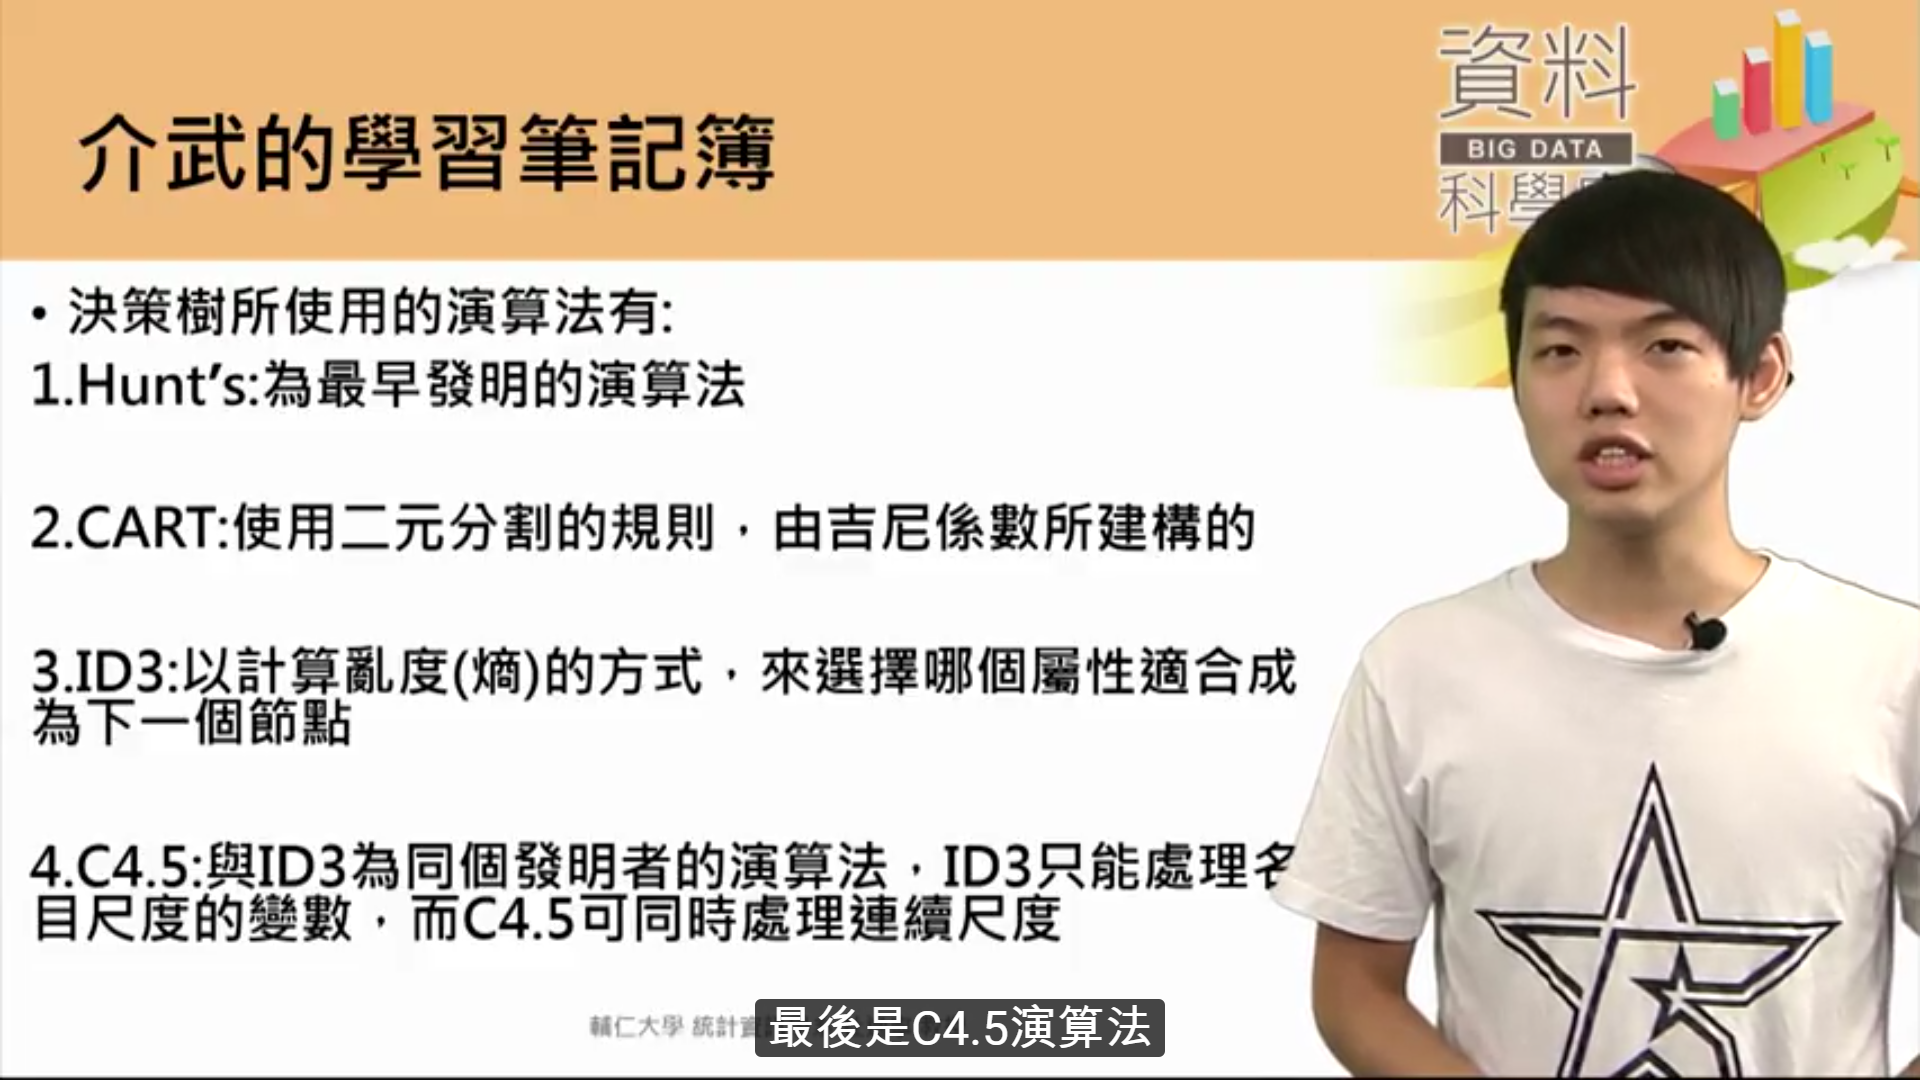 資料
BIG DATA
科學
介武的學習筆記簿
• 決策樹所使用的演算法有:
1.Hunt's:為最早發明的演算法
2.CART:使用二元分割的規則，由吉尼係數所建構的
3.ID3:以計算亂度(熵)的方式，來選擇哪個屬性適合成
為下一個節點
4.C4.5:與ID3為同個發明者的演算法，ID3只能處理名
目尺度的變數，而C4.5可同時處理連續尺度
輔仁大學 統計資
最後是C4.5演算法